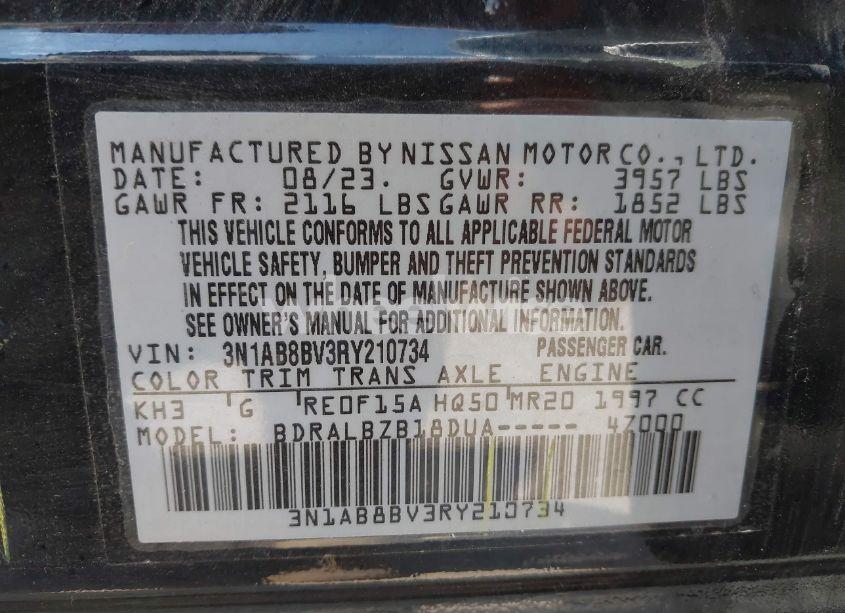 MANUFACTURED BY NISSAN MOTOR CO., LTD.
DATE: 08/23. GVWR: 3957 LBS
GAWR FR: 2116 LBS GAWR RR: 1852 LBS
THIS VEHICLE CONFORMS TO ALL APPLICABLE FEDERAL MOTOR
VEHICLE SAFETY, BUMPER AND THEFT PREVENTION STANDARDS
IN EFFECT ON THE DATE OF MANUFACTURE SHOWN ABOVE.
SEE OWNER'S MANUAL FOR ADDITIONAL INFORMATION.
VIN: 3N1AB8BV3RY210734 PASSENGER CAR.
COLOR TRIM TRANS AXLE ENGINE
KH3 G RE0F15A HQ50 MR20 1997 CC
MODEL: BDRALBZB18DUA----- 4Z000
3N1AB8BV3RY210734